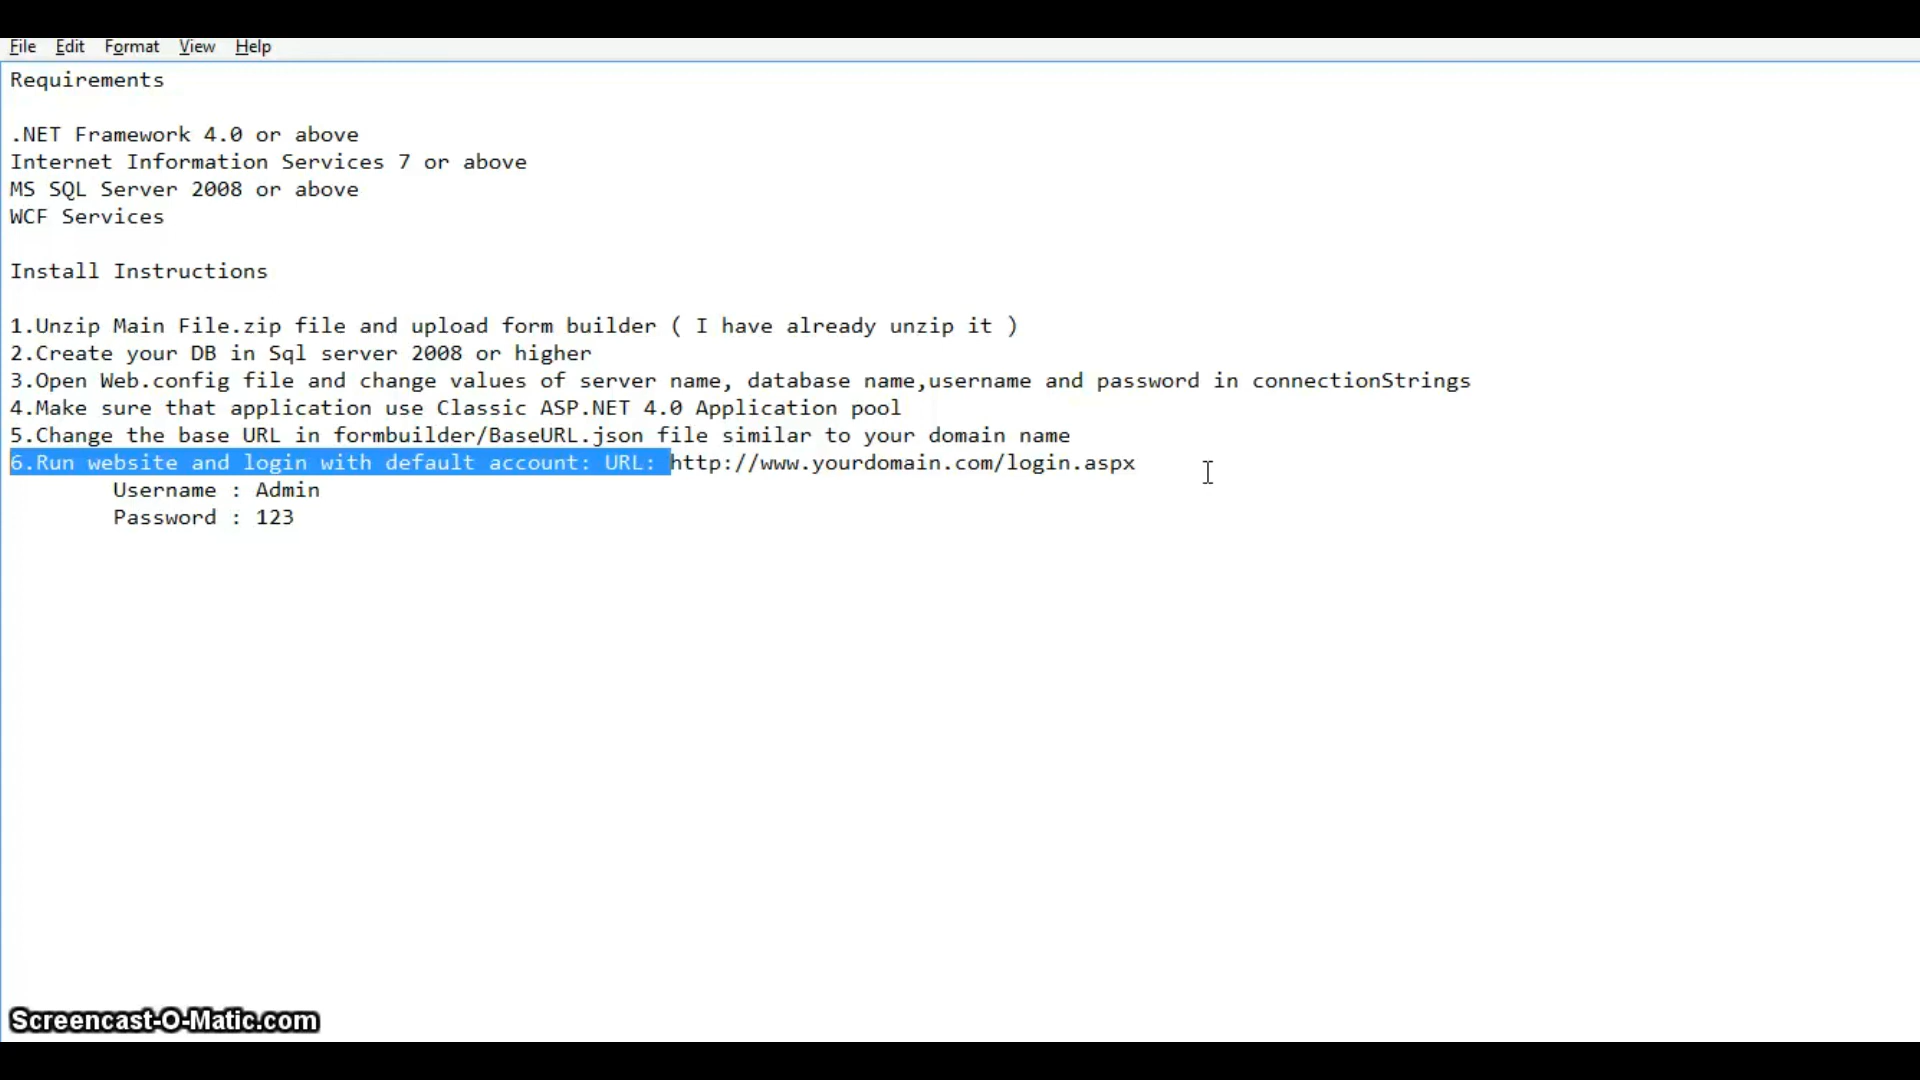 File Edit Format View Help
Requirements
.NET Framework 4.0 or above
Internet Information Services 7 or above
MS SQL Server 2008 or above
WCF Services
Install Instructions
1.Unzip Main File.zip file and upload form builder ( I have already unzip it )
2.Create your DB in Sql server 2008 or higher
3.Open Web.config file and change values of server name, database name,username and password in connectionStrings
4.Make sure that application use Classic ASP.NET 4.0 Application pool
5.Change the base URL in formbuilder/BaseURL.json file similar to your domain name
6.Run website and login with default account: URL: http://www.yourdomain.com/login.aspx
Username : Admin
Password : 123
Screencast-O-Matic.com